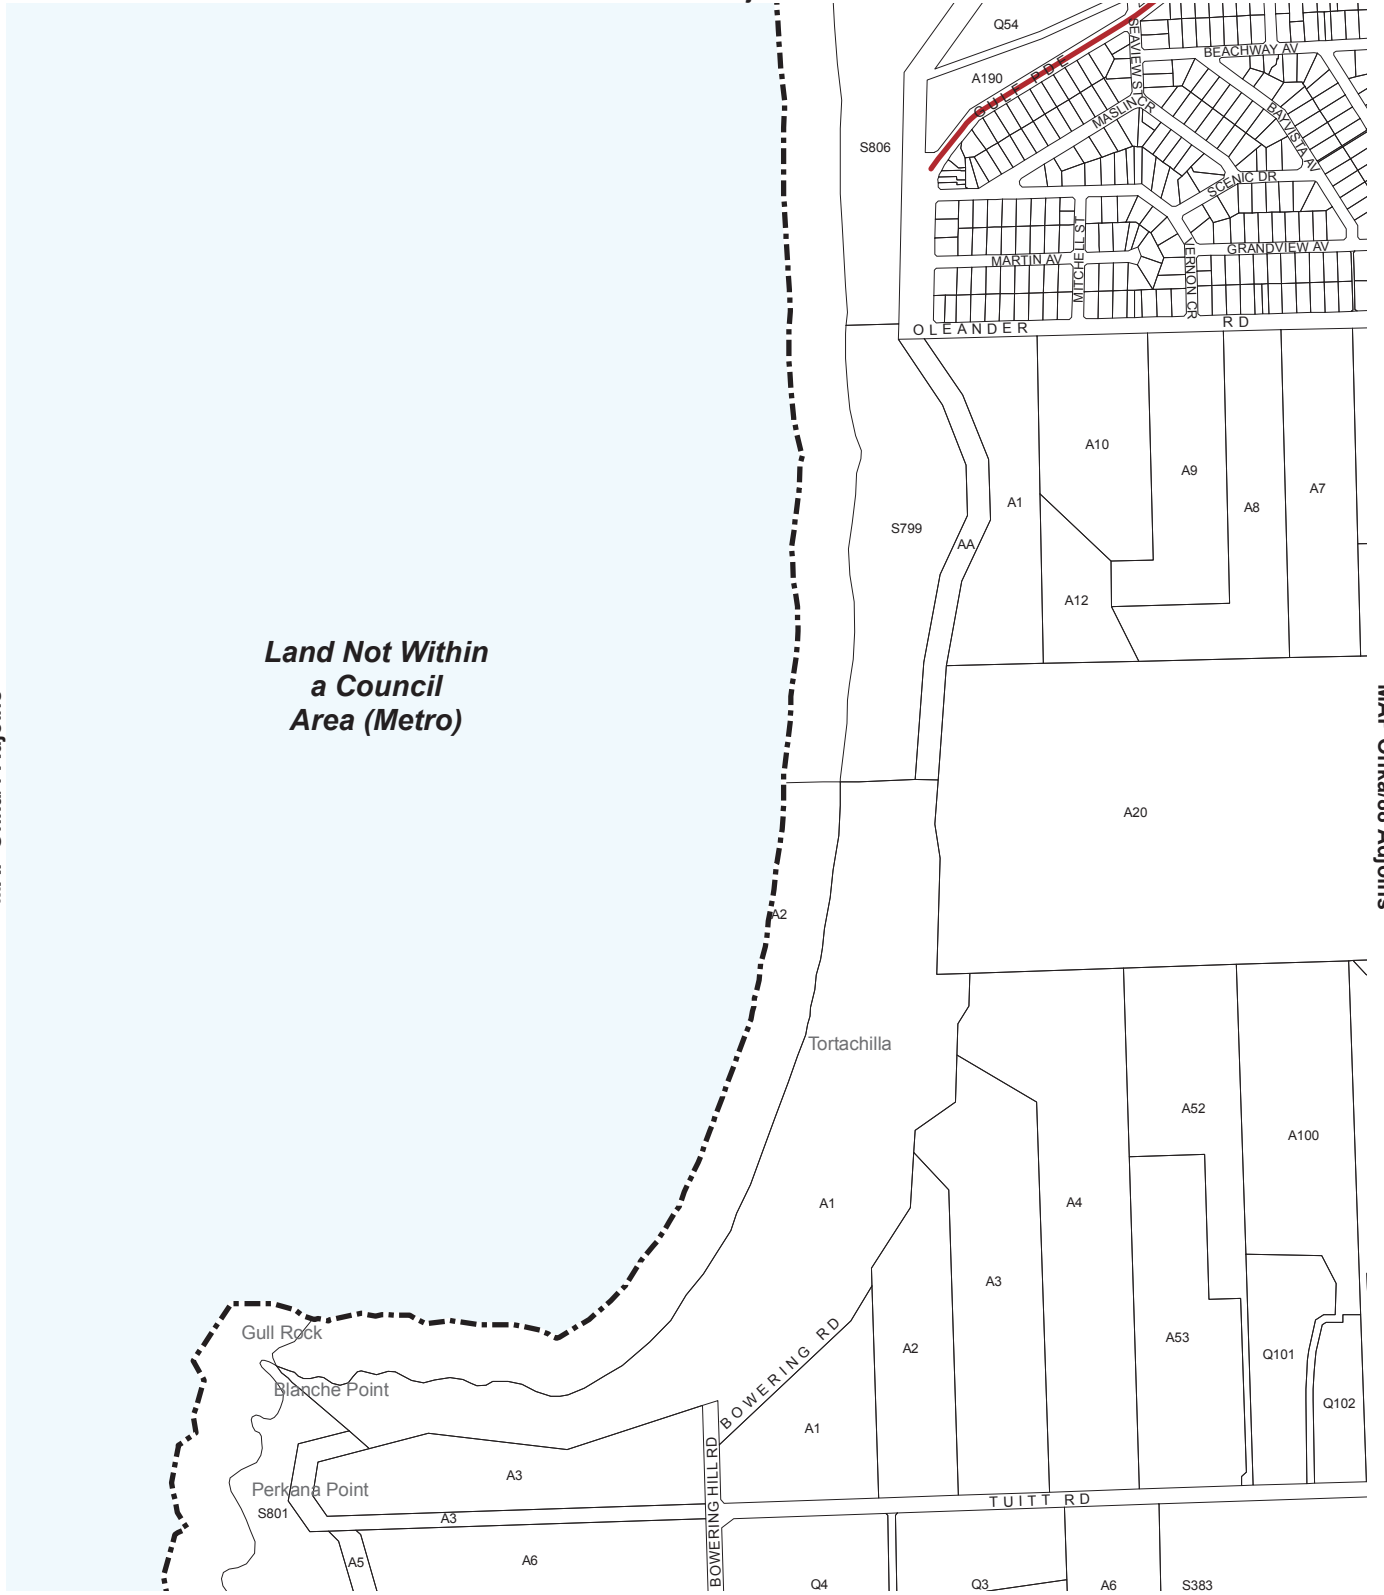 Q54
SEAVIEW ST
BEACHWAY AV
A190
GULF PDE
MASLIN CR
BAYVISTA AV
S806
SCENIC DR
MITCHELL ST
VERNON CR
GRANDVIEW AV
MARTIN AV
OLEANDER RD
A10
A9
A7
A1
A8
S799
AA
A12
Land Not Within
a Council
Area (Metro)
A20
A2
Tortachilla
A52
A100
A1
A4
A3
Gull Rock
BOWERING RD
A53
A2
Q101
Blanche Point
Q102
A1
A3
BOWERING HILL RD
Perkana Point
TUITT RD
S801
A3
A5
A6
Q4
Q3
A6
S383